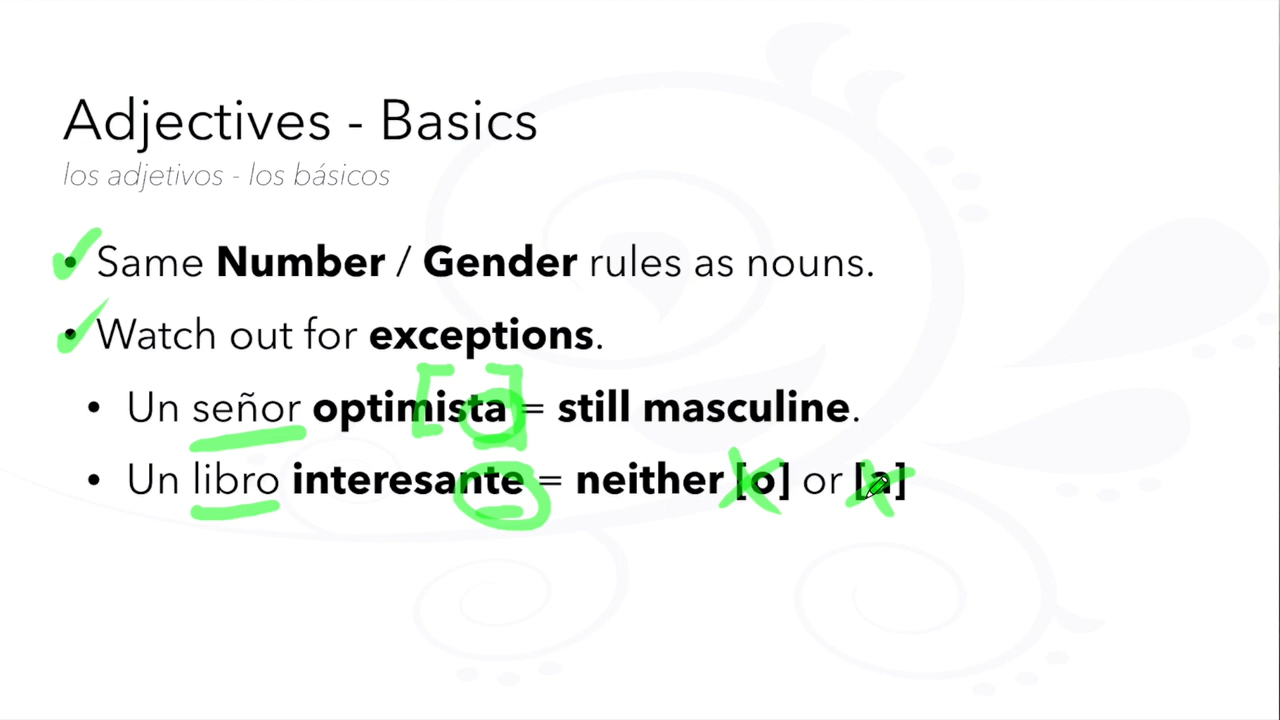 Adjectives - Basics
los adjetivos - los básicos
• Same Number / Gender rules as nouns.
• Watch out for exceptions.
• Un señor optimista = still masculine.
• Un libro interesante = neither [o] or [a]